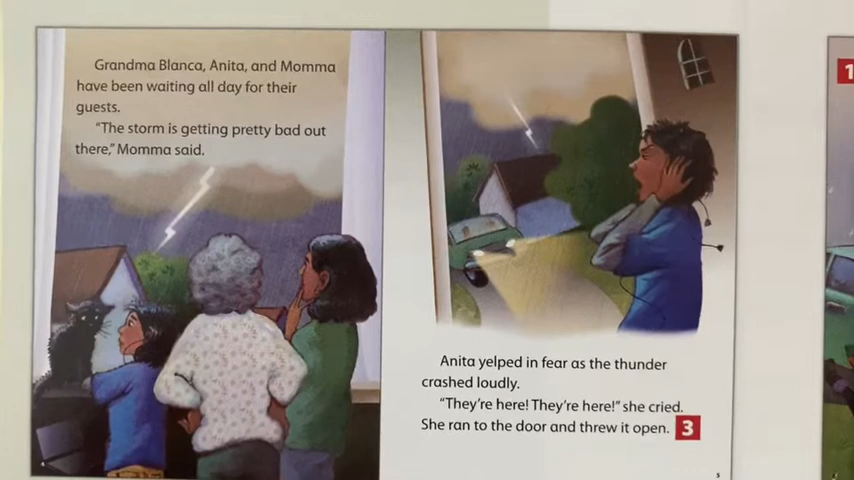 Grandma Blanca, Anita, and Momma
have been waiting all day for their
guests.
"The storm is getting pretty bad out
there," Momma said.
4
Anita yelped in fear as the thunder
crashed loudly.
"They're here! They're here!" she cried.
She ran to the door and threw it open. 3
5
1